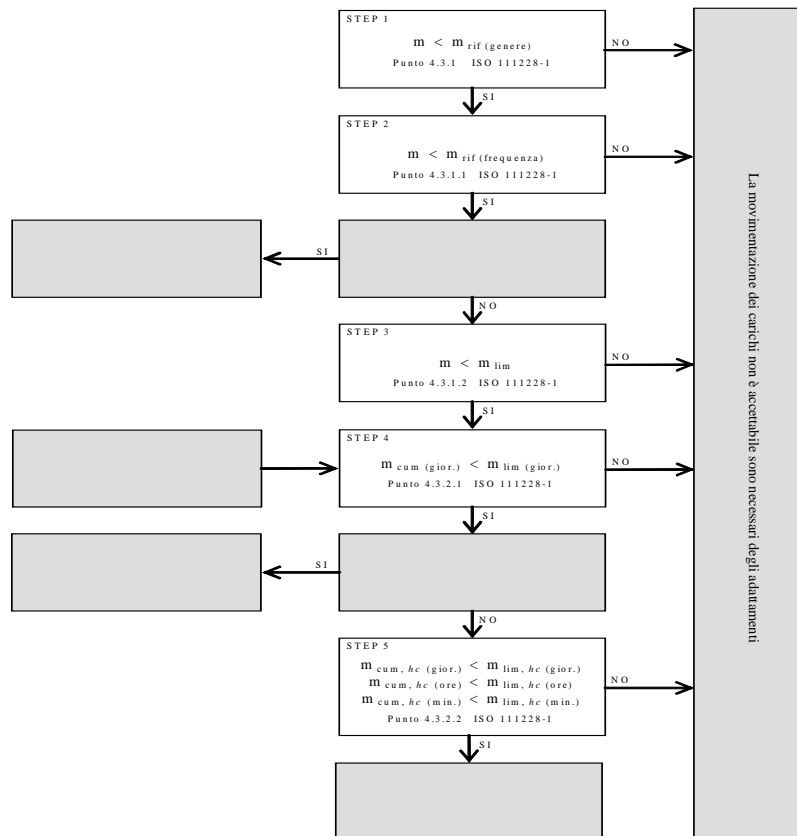 STEP 1
m < m rif (genere)
Punto 4.3.1 ISO 111228-1
NO
SI
STEP 2
m < m rif (frequenza)
Punto 4.3.1.1 ISO 111228-1
NO
SI
SI
NO
STEP 3
m < m lim
Punto 4.3.1.2 ISO 111228-1
NO
SI
STEP 4
m cum (gior.) < m lim (gior.)
Punto 4.3.2.1 ISO 111228-1
NO
SI
SI
NO
STEP 5
m cum, hc (gior.) < m lim, hc (gior.)
m cum, hc (ore) < m lim, hc (ore)
m cum, hc (min.) < m lim, hc (min.)
Punto 4.3.2.2 ISO 111228-1
NO
SI
La movimentazione dei carichi non è accettabile sono necessari degli adattamenti